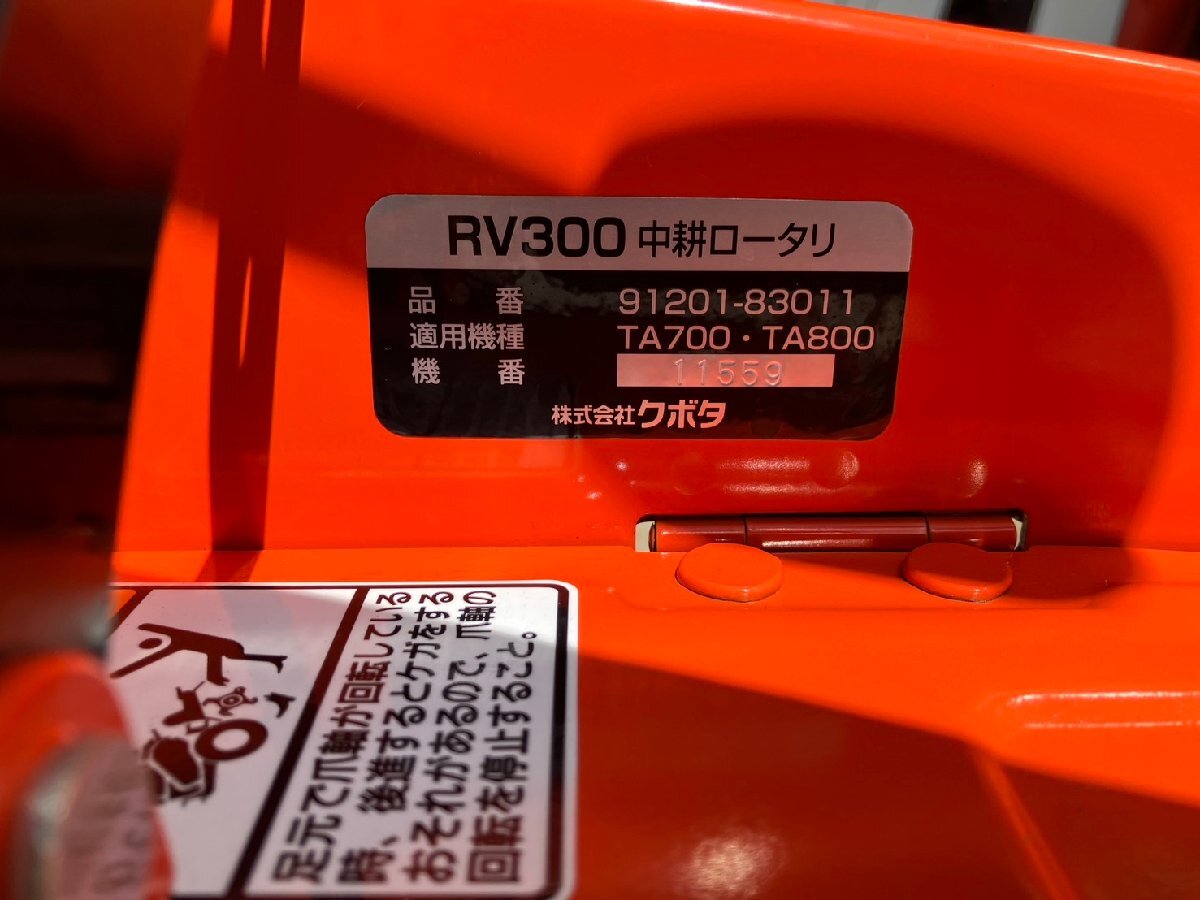 RV300 中耕ロータリ
品番 91201-83011
適用機種 TA700・TA800
機番 11559
株式会社クボタ
足元で爪軸が回転している
時、後進するとケガをする
おそれがあるので、爪軸の
回転を停止すること。